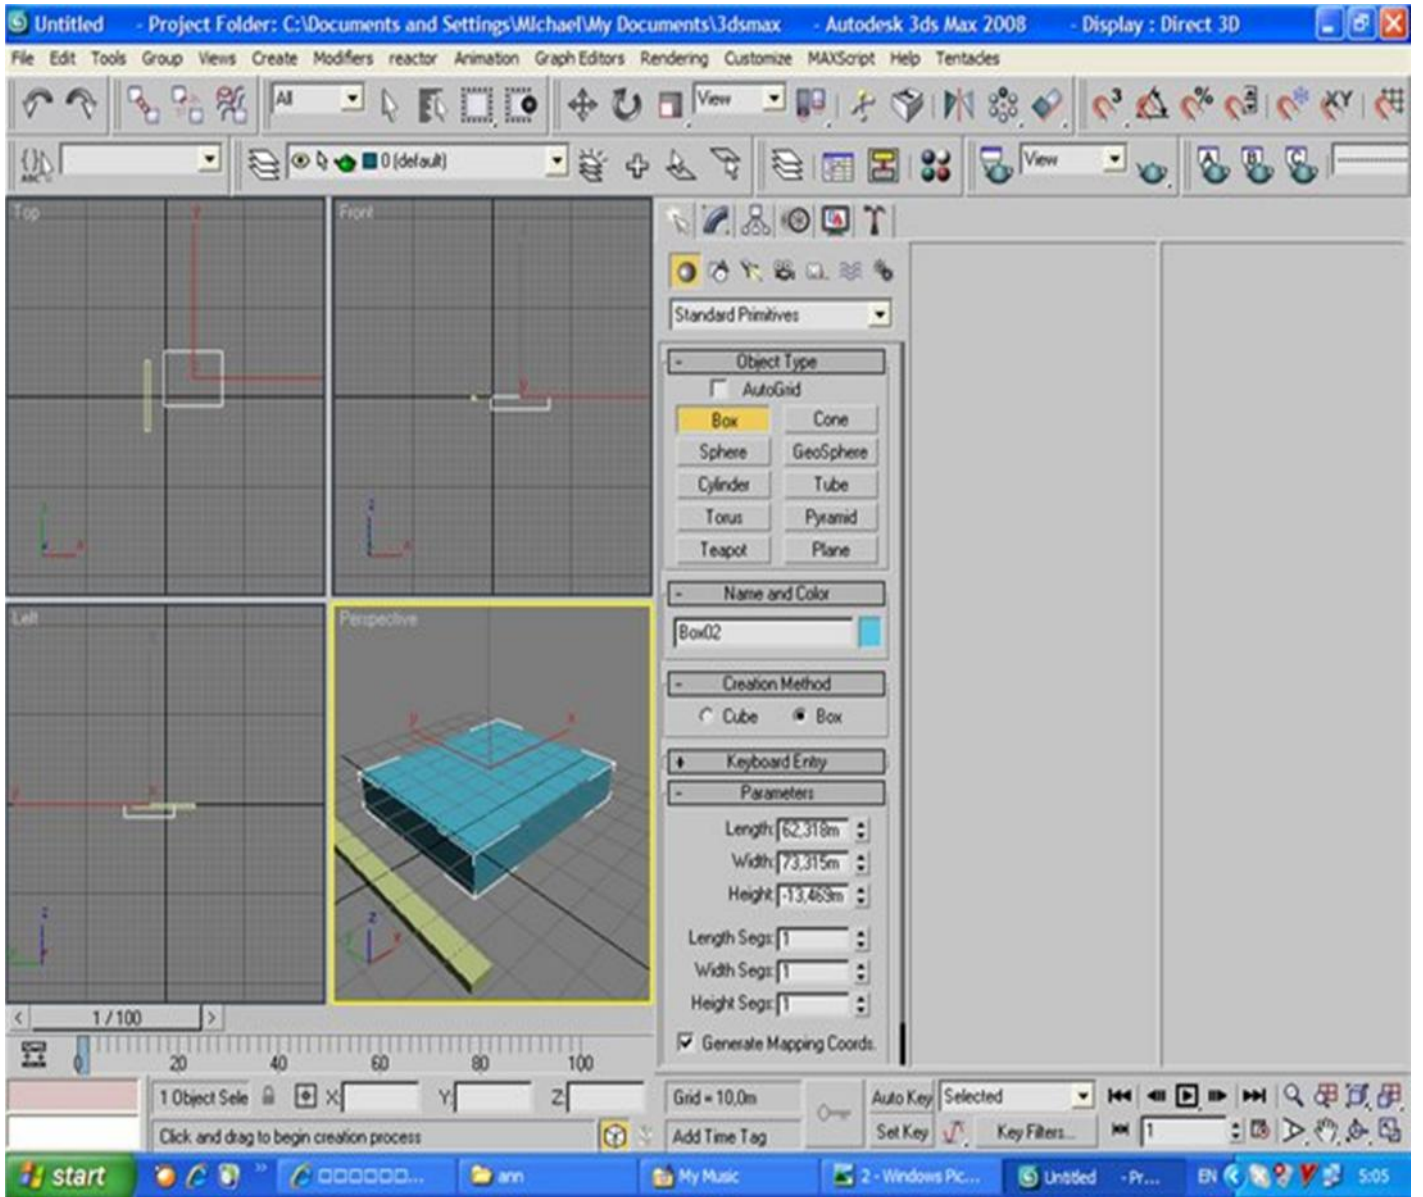 Untitled - Project Folder: C:\Documents and Settings\MIchael\My Documents\3dsmax - Autodesk 3ds Max 2008 - Display : Direct 3D
File Edit Tools Group Views Create Modifiers reactor Animation Graph Editors Rendering Customize MAXScript Help Tentacles
All View 3 % XY
ABC 0 (default) View A B C
Top Front
Standard Primitives
- Object Type
AutoGrid
Box Cone
Sphere GeoSphere
Cylinder Tube
Torus Pyramid
Teapot Plane
- Name and Color
Left Perspective
Box02
- Creation Method
Cube Box
+ Keyboard Entry
- Parameters
Length: 62,318m
Width: 73,315m
Height: -13,469m
Length Segs: 1
Width Segs: 1
Height Segs: 1
Generate Mapping Coords.
< 1 / 100 >
0 20 40 60 80 100
1 Object Sele X: Y: Z: Grid = 10,0m Auto Key Selected
Click and drag to begin creation process Add Time Tag Set Key Key Filters... 1
start □□□□□□... ann My Music 2 - Windows Pic... Untitled - Pr... EN 5:05